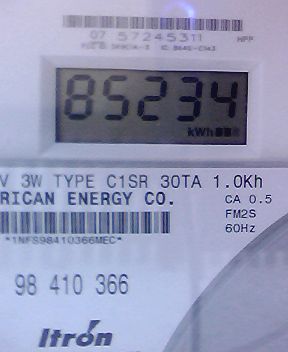 07 57245311
85234
kWh
V 3W TYPE C1SR 30TA 1.0Kh
RICAN ENERGY CO.
CA 0.5
FM2S
60Hz
*1NFS98410366MEC*
98 410 366
Itrón